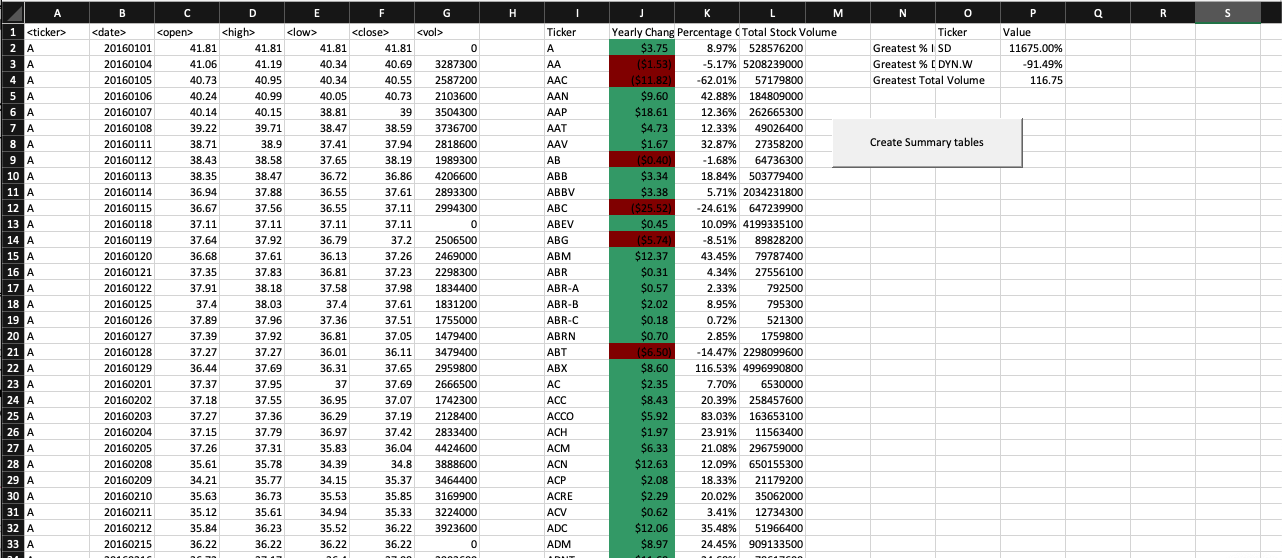 A B C D E F G H I J K L M N O P Q R S
1 <ticker> <date> <open> <high> <low> <close> <vol> Ticker Yearly Chang Percentage C Total Stock Volume Ticker Value
2 A 20160101 41.81 41.81 41.81 41.81 0 A $3.75 8.97% 528576200 Greatest % I SD 11675.00%
3 A 20160104 41.06 41.19 40.34 40.69 3287300 AA ($1.53) -5.17% 5208239000 Greatest % D DYN.W -91.49%
4 A 20160105 40.73 40.95 40.34 40.55 2587200 AAC ($11.82) -62.01% 57179800 Greatest Total Volume 116.75
5 A 20160106 40.24 40.99 40.05 40.73 2103600 AAN $9.60 42.88% 184809000
6 A 20160107 40.14 40.15 38.81 39 3504300 AAP $18.61 12.36% 262665300
7 A 20160108 39.22 39.71 38.47 38.59 3736700 AAT $4.73 12.33% 49026400
8 A 20160111 38.71 38.9 37.41 37.94 2818600 AAV $1.67 32.87% 27358200 Create Summary tables
9 A 20160112 38.43 38.58 37.65 38.19 1989300 AB ($0.40) -1.68% 64736300
10 A 20160113 38.35 38.47 36.72 36.86 4206600 ABB $3.34 18.84% 503779400
11 A 20160114 36.94 37.88 36.55 37.61 2893300 ABBV $3.38 5.71% 2034231800
12 A 20160115 36.67 37.56 36.55 37.11 2994300 ABC ($25.52) -24.61% 647239900
13 A 20160118 37.11 37.11 37.11 37.11 0 ABEV $0.45 10.09% 4199335100
14 A 20160119 37.64 37.92 36.79 37.2 2506500 ABG ($5.74) -8.51% 89828200
15 A 20160120 36.68 37.61 36.13 37.26 2469000 ABM $12.37 43.45% 79787400
16 A 20160121 37.35 37.83 36.81 37.23 2298300 ABR $0.31 4.34% 27556100
17 A 20160122 37.91 38.18 37.58 37.98 1834400 ABR-A $0.57 2.33% 792500
18 A 20160125 37.4 38.03 37.4 37.61 1831200 ABR-B $2.02 8.95% 795300
19 A 20160126 37.89 37.96 37.36 37.51 1755000 ABR-C $0.18 0.72% 521300
20 A 20160127 37.39 37.92 36.81 37.05 1479400 ABRN $0.70 2.85% 1759800
21 A 20160128 37.27 37.27 36.01 36.11 3479400 ABT ($6.50) -14.47% 2298099600
22 A 20160129 36.44 37.69 36.31 37.65 2959800 ABX $8.60 116.53% 4996990800
23 A 20160201 37.37 37.95 37 37.69 2666500 AC $2.35 7.70% 6530000
24 A 20160202 37.18 37.55 36.95 37.07 1742300 ACC $8.43 20.39% 258457600
25 A 20160203 37.27 37.36 36.29 37.19 2128400 ACCO $5.92 83.03% 163653100
26 A 20160204 37.15 37.79 36.97 37.42 2833400 ACH $1.97 23.91% 11563400
27 A 20160205 37.26 37.31 35.83 36.04 4424600 ACM $6.33 21.08% 296759000
28 A 20160208 35.61 35.78 34.39 34.8 3888600 ACN $12.63 12.09% 650155300
29 A 20160209 34.21 35.77 34.15 35.37 3464400 ACP $2.08 18.33% 21179200
30 A 20160210 35.63 36.73 35.53 35.85 3169900 ACRE $2.29 20.02% 35062000
31 A 20160211 35.12 35.61 34.94 35.33 3224000 ACV $0.62 3.41% 12734300
32 A 20160212 35.84 36.23 35.52 36.22 1933600 ADC $12.06 35.48% 51966400
33 A 20160215 36.22 36.22 36.22 36.22 0 ADM $8.97 24.45% 909133500